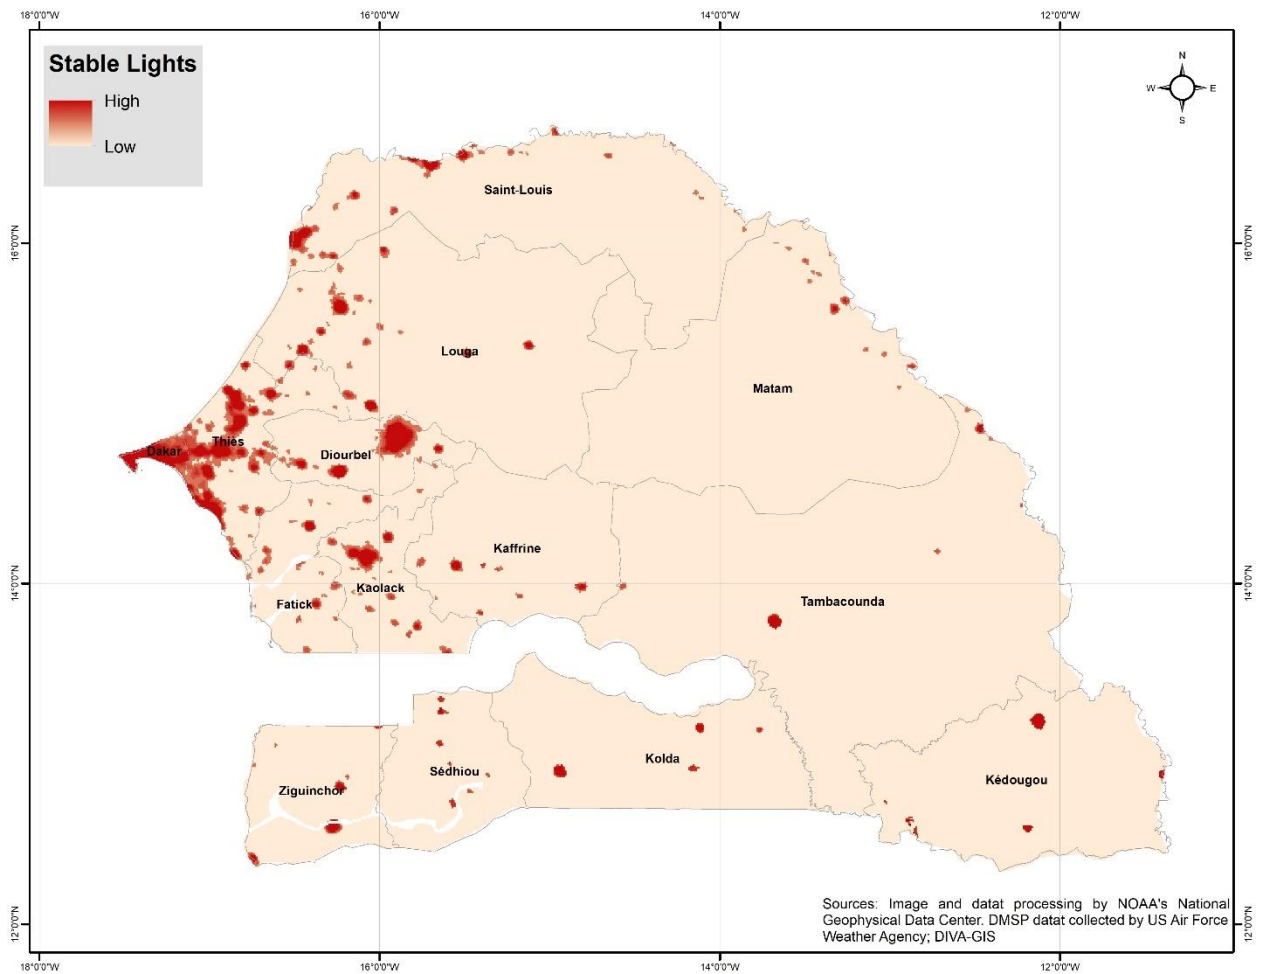 18°0'0"W 16°0'0"W 14°0'0"W 12°0'0"W
Stable Lights
High
Low
N
W E
S
Saint-Louis
16°0'0"N 16°0'0"N
Louga
Matam
Thiès
Dakar
Diourbel
Kaffrine
14°0'0"N 14°0'0"N
Kaolack
Fatick
Tambacounda
Kolda
Sédhiou
Kédougou
Ziguinchor
Sources: Image and datat processing by NOAA's National
Geophysical Data Center. DMSP datat collected by US Air Force
Weather Agency; DIVA-GIS
12°0'0"N 12°0'0"N
18°0'0"W 16°0'0"W 14°0'0"W 12°0'0"W